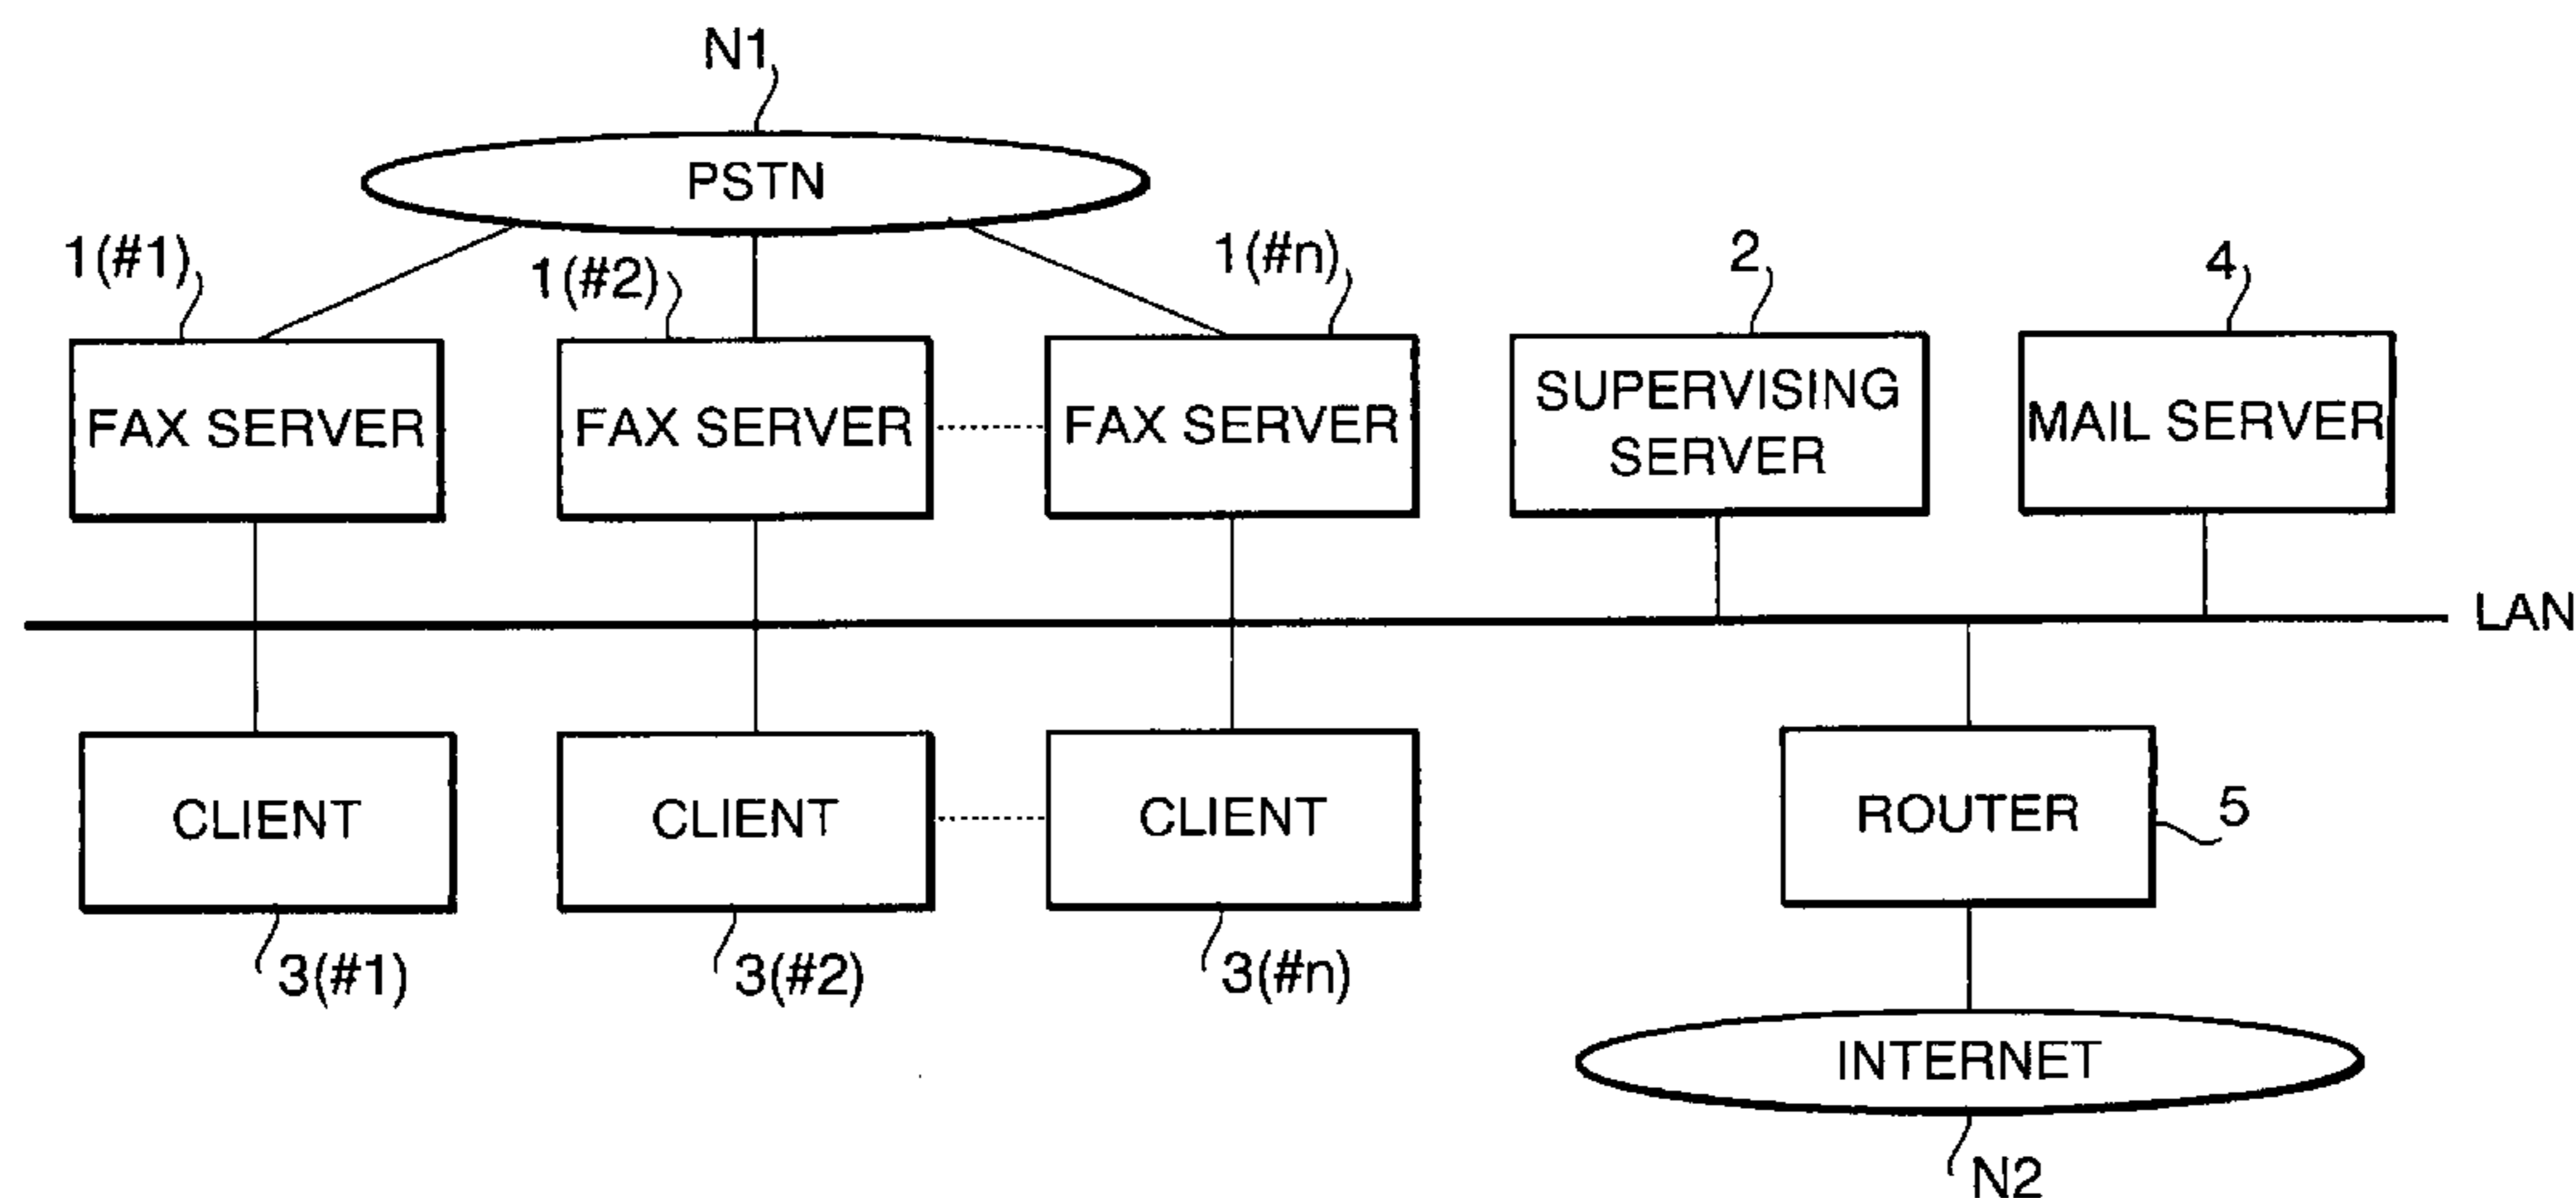 N1
PSTN
1(#1)
1(#2)
1(#n)
2
4
FAX SERVER
FAX SERVER
FAX SERVER
SUPERVISING
SERVER
MAIL SERVER
LAN
CLIENT
CLIENT
CLIENT
ROUTER
5
3(#1)
3(#2)
3(#n)
INTERNET
N2